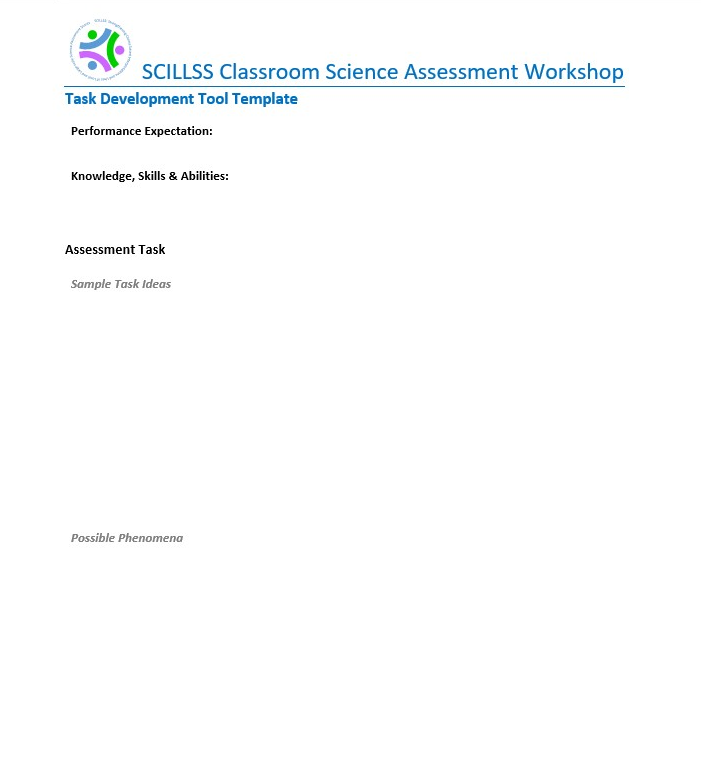 SCILLSS Classroom Science Assessment Workshop
Task Development Tool Template
Performance Expectation:
Knowledge, Skills & Abilities:
Assessment Task
Sample Task Ideas
Possible Phenomena